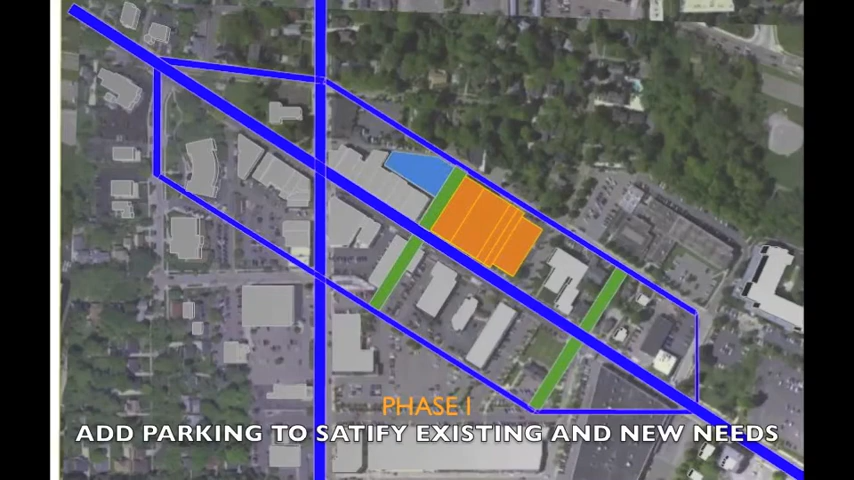 PHASE I
ADD PARKING TO SATIFY EXISTING AND NEW NEEDS